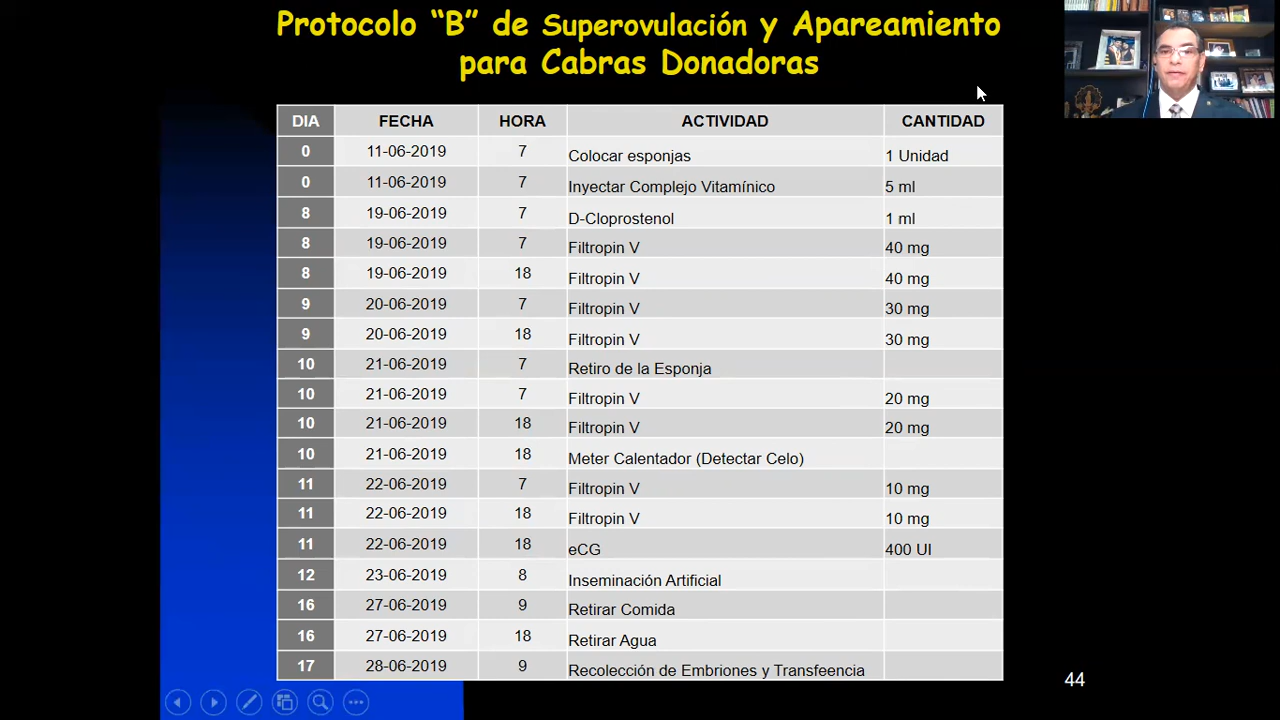 Protocolo “B” de Superovulación y Apareamiento
para Cabras Donadoras
DIA FECHA HORA ACTIVIDAD CANTIDAD
0 11-06-2019 7 Colocar esponjas 1 Unidad
0 11-06-2019 7 Inyectar Complejo Vitamínico 5 ml
8 19-06-2019 7 D-Cloprostenol 1 ml
8 19-06-2019 7 Filtropin V 40 mg
8 19-06-2019 18 Filtropin V 40 mg
9 20-06-2019 7 Filtropin V 30 mg
9 20-06-2019 18 Filtropin V 30 mg
10 21-06-2019 7 Retiro de la Esponja
10 21-06-2019 7 Filtropin V 20 mg
10 21-06-2019 18 Filtropin V 20 mg
10 21-06-2019 18 Meter Calentador (Detectar Celo)
11 22-06-2019 7 Filtropin V 10 mg
11 22-06-2019 18 Filtropin V 10 mg
11 22-06-2019 18 eCG 400 UI
12 23-06-2019 8 Inseminación Artificial
16 27-06-2019 9 Retirar Comida
16 27-06-2019 18 Retirar Agua
17 28-06-2019 9 Recolección de Embriones y Transfeencia
44